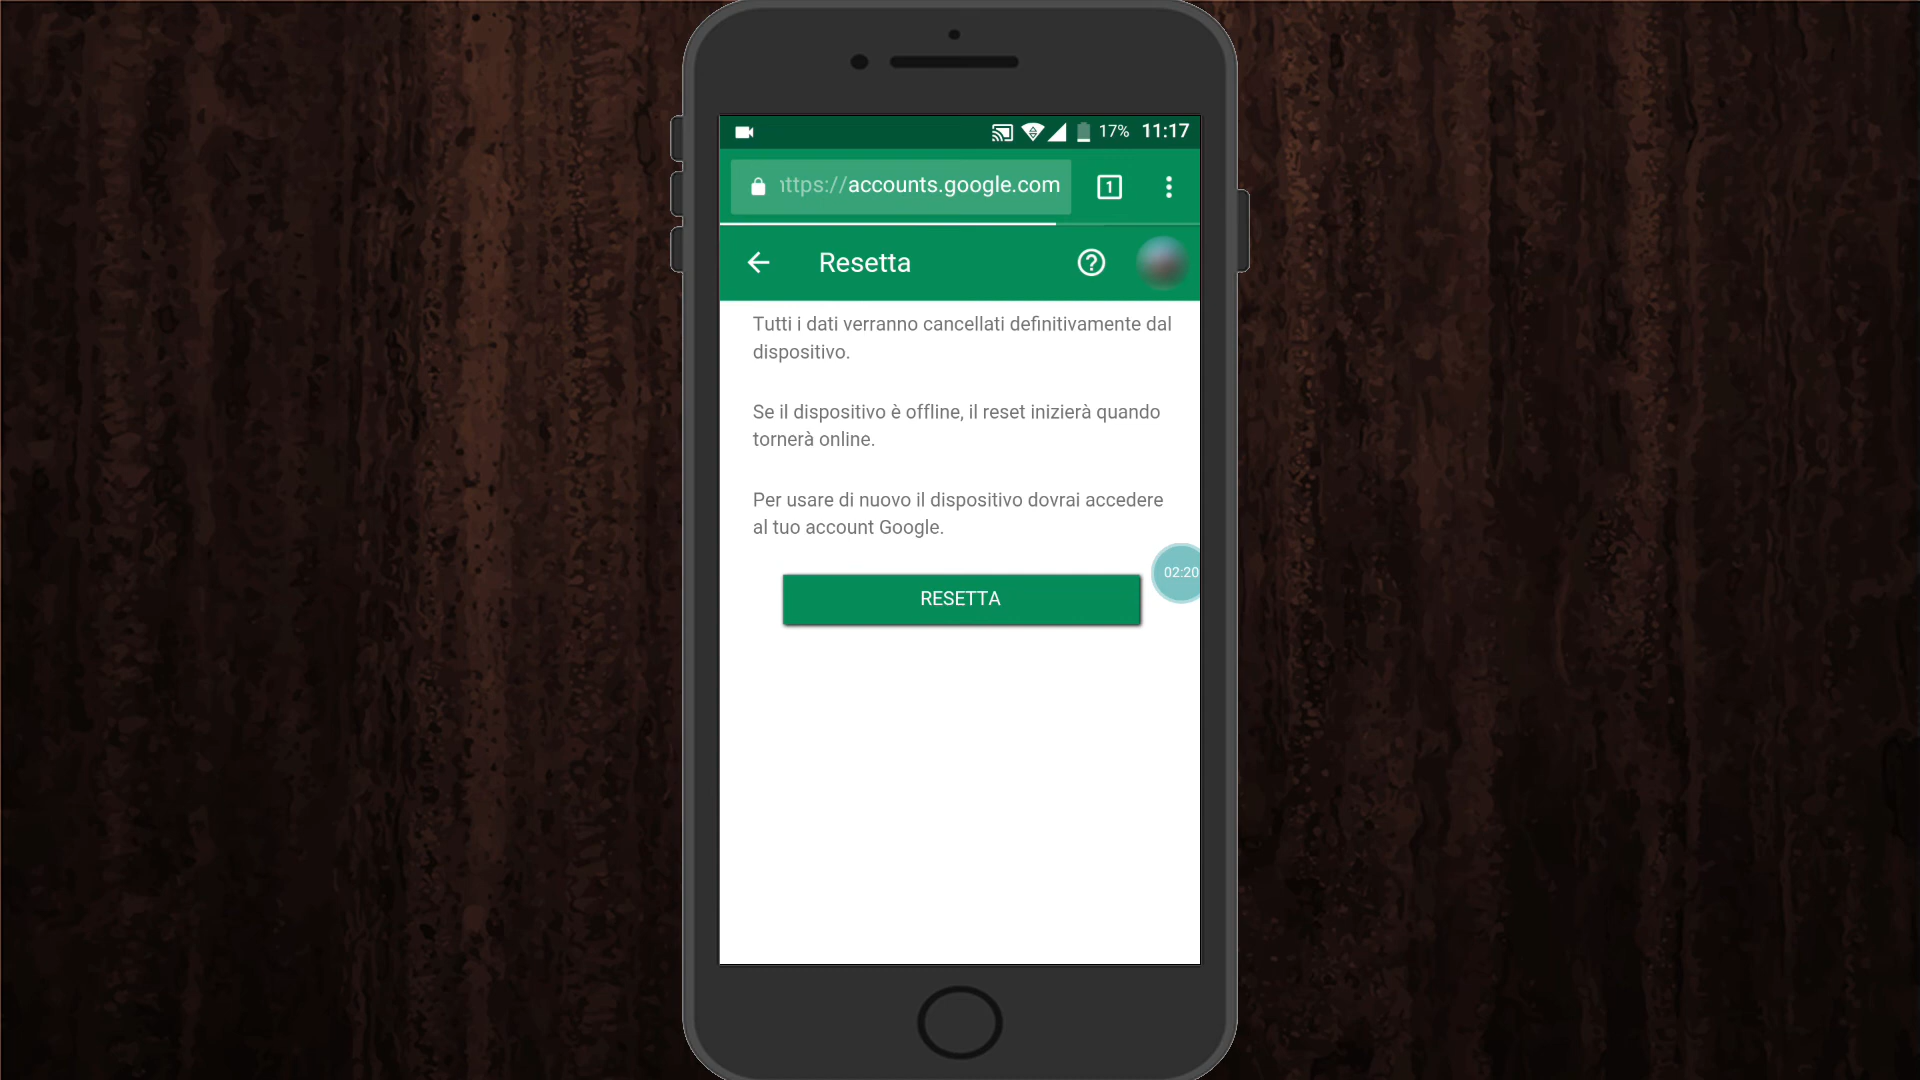 17% 11:17
https://accounts.google.com 1
Resetta
Tutti i dati verranno cancellati definitivamente dal
dispositivo.
Se il dispositivo è offline, il reset inizierà quando
tornerà online.
Per usare di nuovo il dispositivo dovrai accedere
al tuo account Google.
02:20
RESETTA